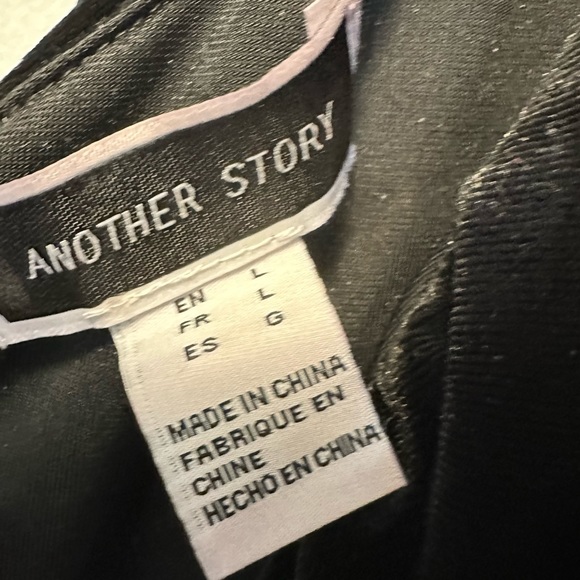 ANOTHER STORY
EN L
FR L
ES G
MADE IN CHINA
FABRIQUE EN
CHINE
HECHO EN CHINA